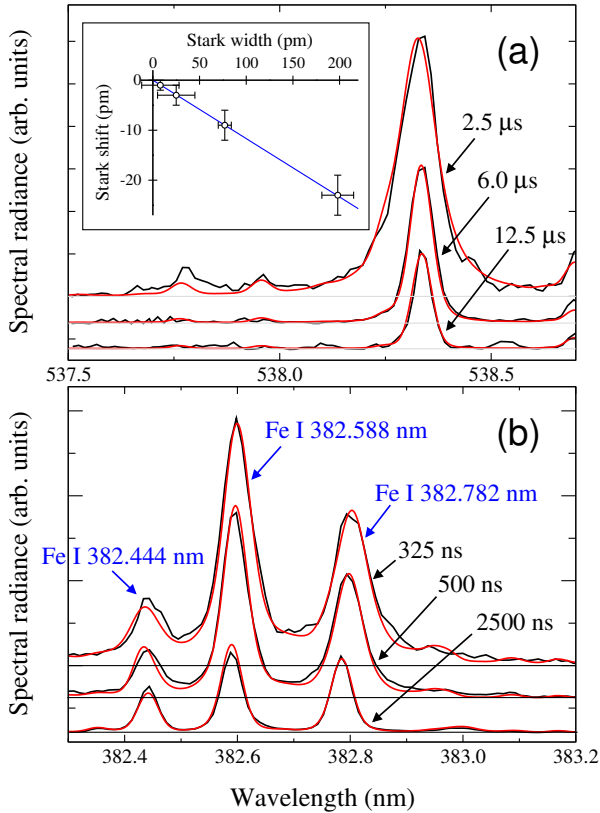 Stark width (pm)
0 50 100 150 200
0
-10
-20
Stark shift (pm)
(a)
2.5 μs
6.0 μs
12.5 μs
Spectral radiance (arb. units)
537.5 538.0 538.5
(b)
Fe I 382.588 nm
Fe I 382.782 nm
Fe I 382.444 nm
325 ns
500 ns
2500 ns
Spectral radiance (arb. units)
382.4 382.6 382.8 383.0 383.2
Wavelength (nm)